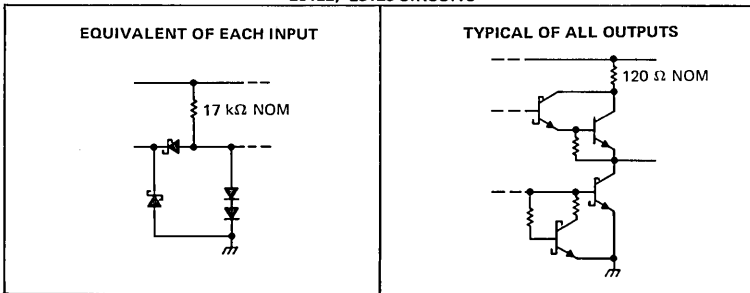 EQUIVALENT OF EACH INPUT
17 kΩ NOM
TYPICAL OF ALL OUTPUTS
120 Ω NOM